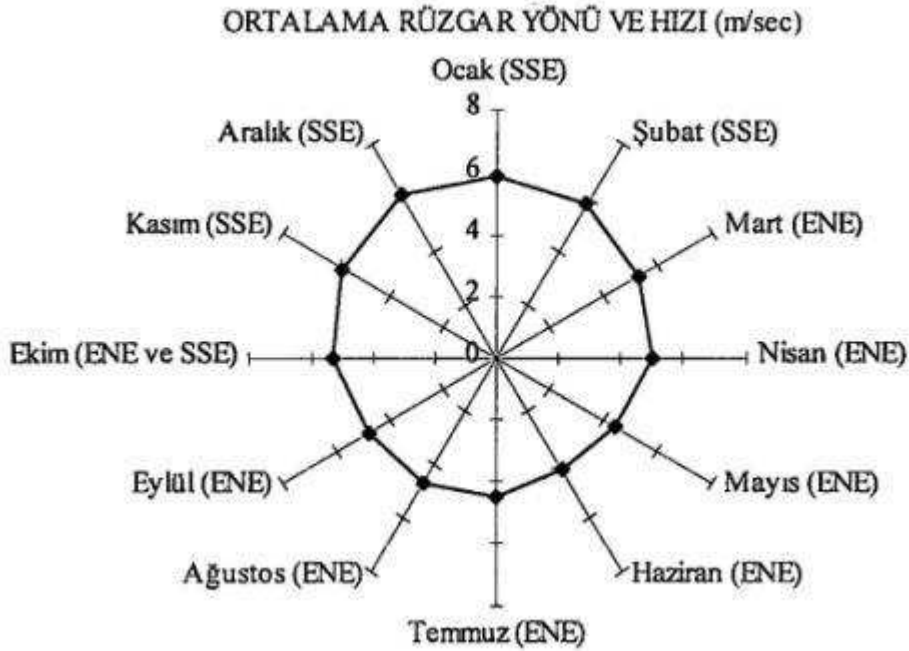 ORTALAMA RÜZGAR YÖNÜ VE HIZI (m/sec)
Ocak (SSE)
8
Aralık (SSE)
Şubat (SSE)
6
Kasım (SSE)
Mart (ENE)
4
2
Ekim (ENE ve SSE)
0
Nisan (ENE)
Eylül (ENE)
Mayıs (ENE)
Ağustos (ENE)
Haziran (ENE)
Temmuz (ENE)